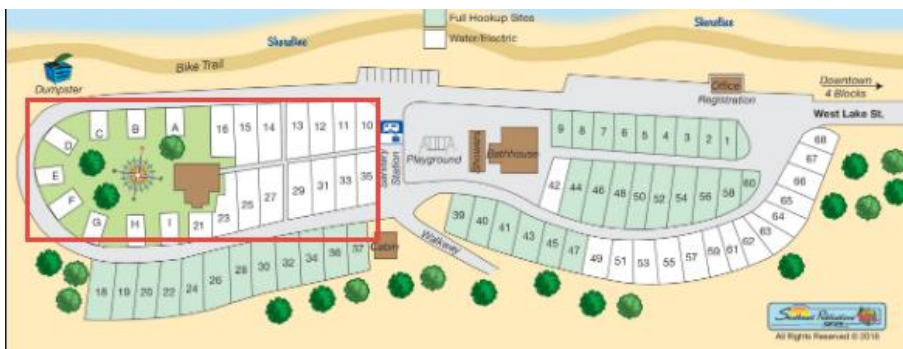 Full Hookup Sites
Water/Electric
Shoreline
Shoreline
Bike Trail
Dumpster
Office
Registration
Downtown
4 Blocks
West Lake St.
A
B
C
D
E
F
G
H
I
16 15 14 13 12 11 10
21 23 25 27 29 31 33 35
18 19 20 22 24 26 28 30 32 34 36 37
Sanitary
Station
Playground
Bathhouse
Cabin
Walkway
9 8 7 6 5 4 3 2 1
42 44 46 48 50 52 54 56 58 60
39 40 41 43 45 47 49 51 53 55 57 59 61 62 63 64 65 66 67 68
All Rights Reserved © 2016